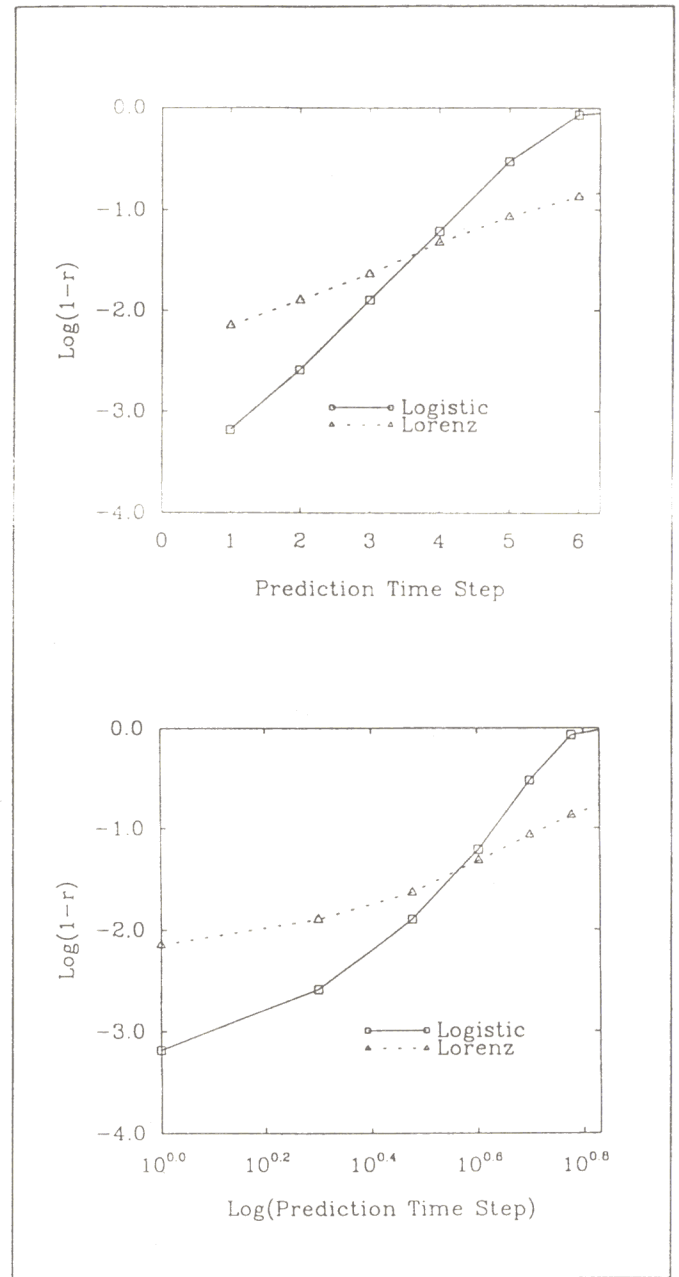 0.0
-1.0
-2.0
-3.0
-4.0
Log(1-r)
Logistic
Lorenz
0 1 2 3 4 5 6
Prediction Time Step
0.0
-1.0
-2.0
-3.0
-4.0
Log(1-r)
Logistic
Lorenz
10^0.0 10^0.2 10^0.4 10^0.6 10^0.8
Log(Prediction Time Step)